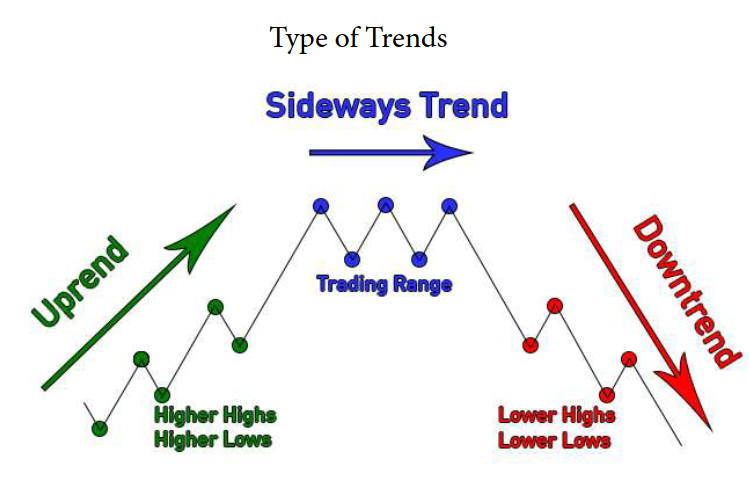 Type of Trends
Sideways Trend
Uprend
Trading Range
Downtrend
Higher Highs
Higher Lows
Lower Highs
Lower Lows